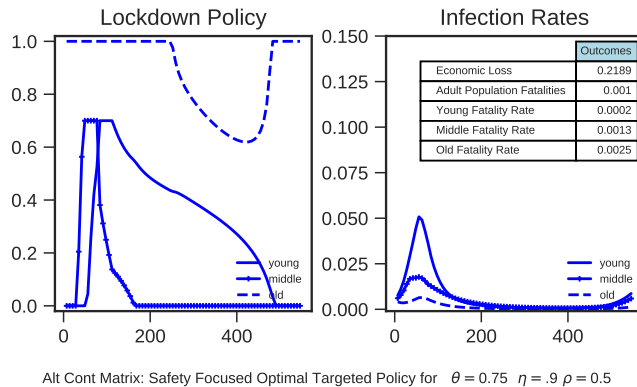 Lockdown Policy
1.0
0.8
0.6
0.4
0.2
0.0
0
200
400
young
middle
old
Infection Rates
0.150
0.125
0.100
0.075
0.050
0.025
0.000
0
200
400
Outcomes
Economic Loss 0.2189
Adult Population Fatalities 0.001
Young Fatality Rate 0.0002
Middle Fatality Rate 0.0013
Old Fatality Rate 0.0025
young
middle
old
Alt Cont Matrix: Safety Focused Optimal Targeted Policy for θ = 0.75 η = .9 ρ = 0.5